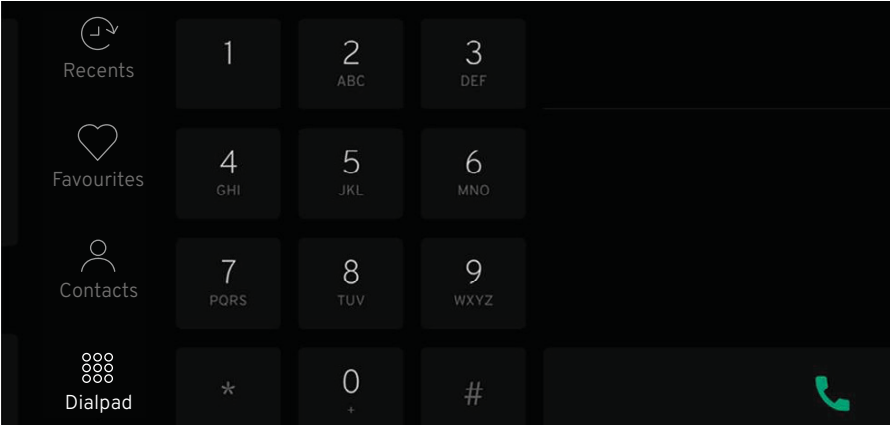 Recents
Favourites
Contacts
Dialpad
1
2
ABC
3
DEF
4
GHI
5
JKL
6
MNO
7
PQRS
8
TUV
9
WXYZ
*
0
+
#